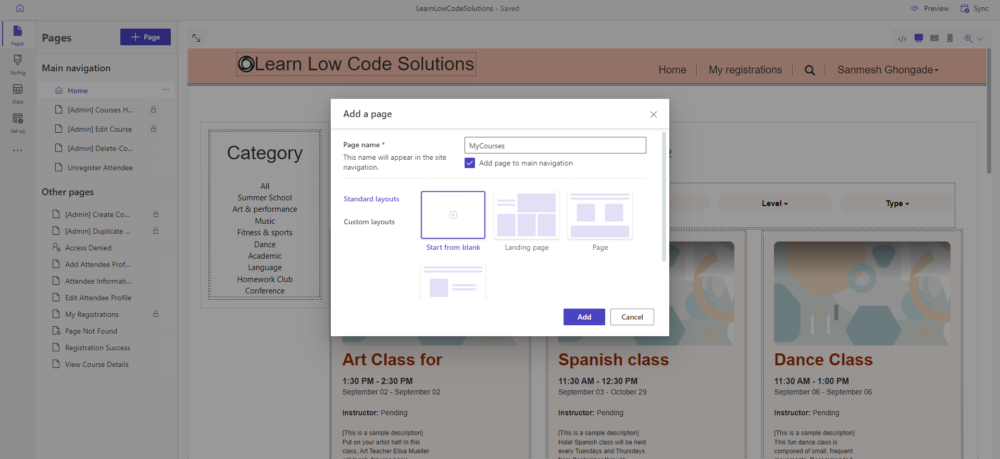 LearnLowCodeSolutions - Saved
Preview
Sync
Pages
Styling
Data
Set up
Pages
Page
Main navigation
Home
[Admin] Courses H...
[Admin] Edit Course
[Admin] Delete-Co...
Unregister Attendee
Other pages
[Admin] Create Co...
[Admin] Duplicate ...
Access Denied
Add Attendee Prof...
Attendee Informati...
Edit Attendee Profile
My Registrations
Page Not Found
Registration Success
View Course Details
Learn Low Code Solutions
Home
My registrations
Sanmesh Ghongade
Category
All
Summer School
Art & performance
Music
Fitness & sports
Dance
Academic
Language
Homework Club
Conference
Add a page
Page name *
This name will appear in the site
navigation.
MyCourses
Add page to main navigation
Standard layouts
Custom layouts
Start from blank
Landing page
Page
Add
Cancel
2
Level
Type
Art Class for
1:30 PM - 2:30 PM
September 02 - September 02
Instructor: Pending
[This is a sample description]
Put on your artist hat! In this
class, Art Teacher Elisa Mueller
Spanish class
11:30 AM - 12:30 PM
September 03 - October 29
Instructor: Pending
[This is a sample description]
Hola! Spanish class will be held
every Tuesdays and Thursdays
Dance Class
11:30 AM - 1:00 PM
September 06 - September 06
Instructor: Pending
[This is a sample description]
This fun dance class is
composed of small, frequent